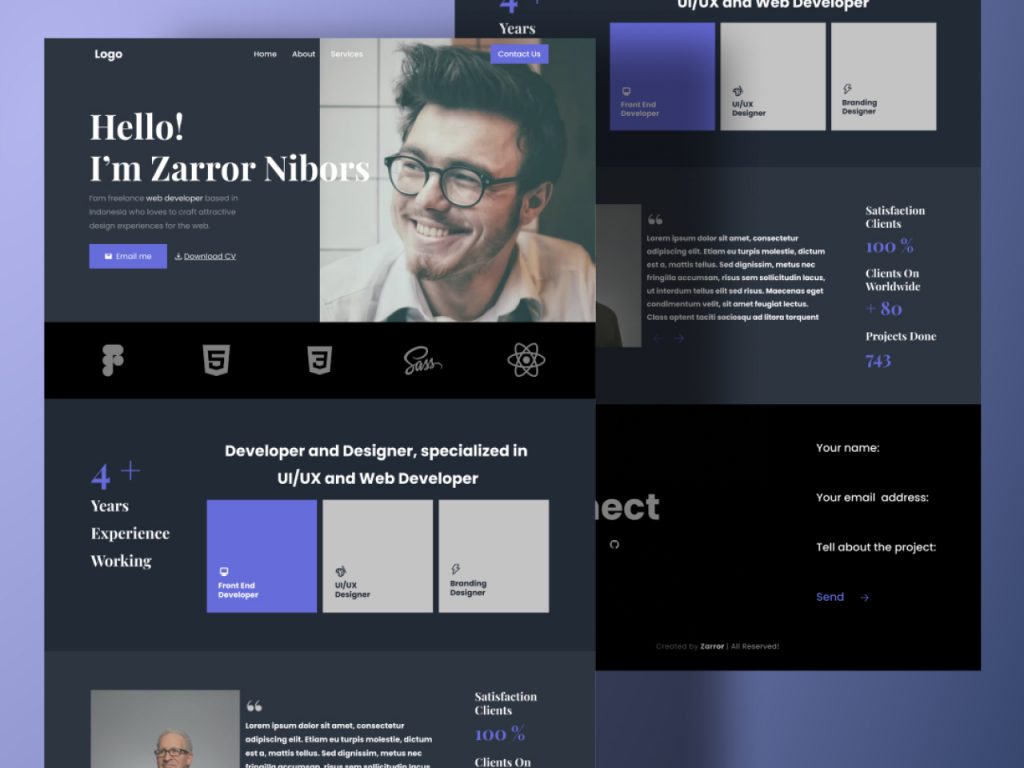 Logo
Home About Services Contact Us
Hello!
I'm Zarror Nibors
I'am freelance web developer based in
Indonesia who loves to craft attractive
design experiences for the web.
Email me Download CV
5 3 Sass
4 +
Years
Experience
Working
Developer and Designer, specialized in
UI/UX and Web Developer
Front End
Developer
UI/UX
Designer
Branding
Designer
“
Lorem ipsum dolor sit amet, consectetur
adipiscing elit. Etiam eu turpis molestie, dictum
est a, mattis tellus. Sed dignissim, metus nec
fringilla accumsan, risus sem sollicitudin lacus,
Satisfaction
Clients
100 %
Clients On
4 +
Years
UI/UX and Web Developer
Front End
Developer
UI/UX
Designer
Branding
Designer
“
Lorem ipsum dolor sit amet, consectetur
adipiscing elit. Etiam eu turpis molestie, dictum
est a, mattis tellus. Sed dignissim, metus nec
fringilla accumsan, risus sem sollicitudin lacus,
ut interdum tellus elit sed risus. Maecenas eget
condimentum velit, sit amet feugiat lectus.
Class aptent taciti sociosqu ad litora torquent
Satisfaction
Clients
100 %
Clients On
Worldwide
+ 80
Projects Done
743
nect
Your name:
Your email address:
Tell about the project:
Send →
Created by Zarror | All Reserved!